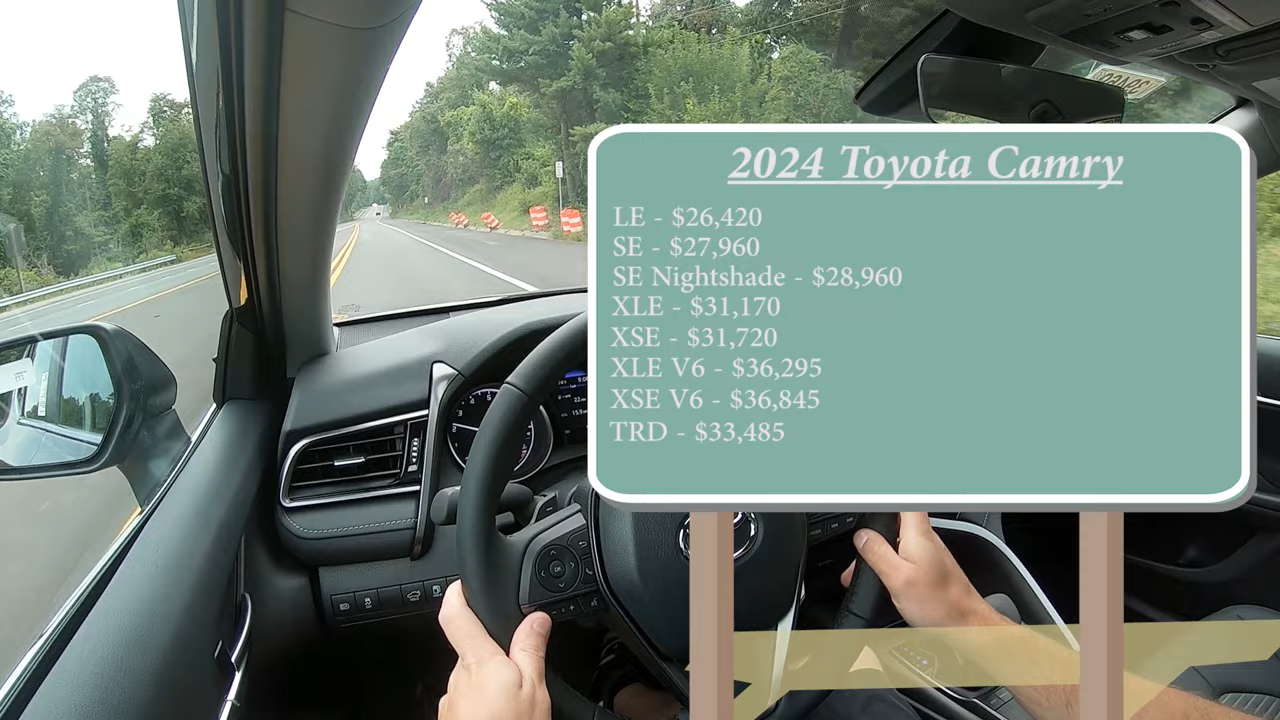 2024 Toyota Camry
LE - $26,420
SE - $27,960
SE Nightshade - $28,960
XLE - $31,170
XSE - $31,720
XLE V6 - $36,295
XSE V6 - $36,845
TRD - $33,485
OK